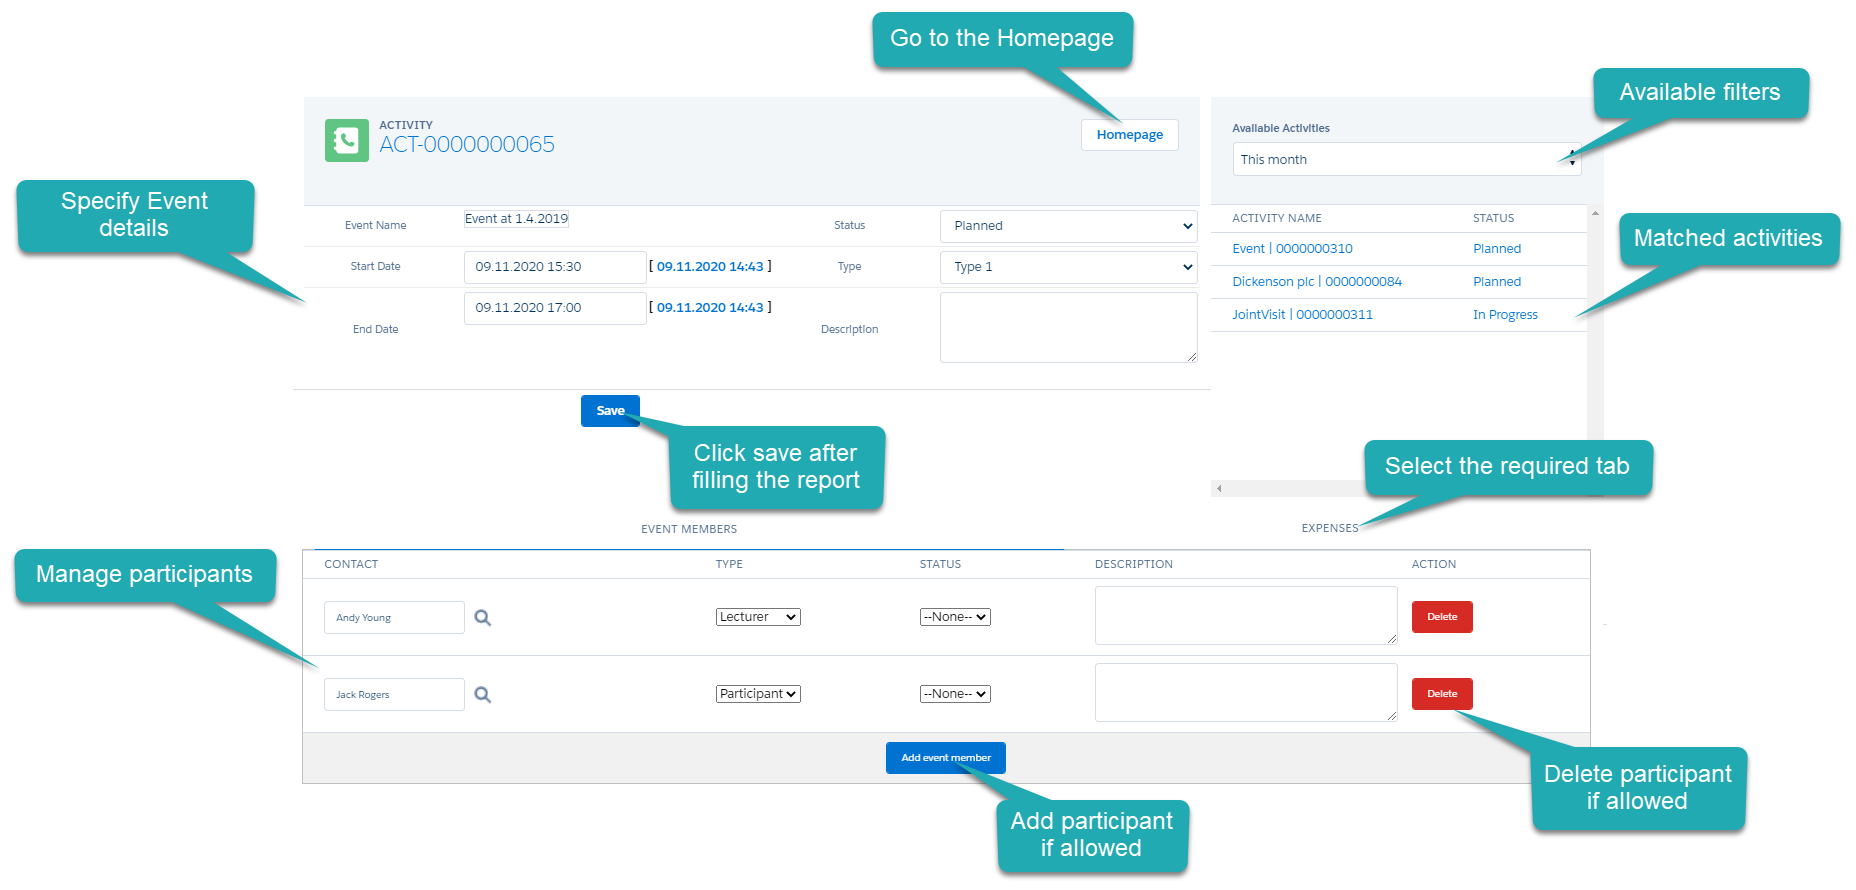 Go to the Homepage
Available filters
ACTIVITY
ACT-0000000065
Homepage
Available Activities
This month
Specify Event
details
Event Name
Event at 1.4.2019
Status
Planned
Start Date
09.11.2020 15:30
[ 09.11.2020 14:43 ]
Type
Type 1
End Date
09.11.2020 17:00
[ 09.11.2020 14:43 ]
Description
ACTIVITY NAME
STATUS
Event | 0000000310
Planned
Dickenson plc | 0000000084
Planned
JointVisit | 0000000311
In Progress
Matched activities
Save
Click save after
filling the report
Select the required tab
EVENT MEMBERS
EXPENSES
Manage participants
CONTACT
TYPE
STATUS
DESCRIPTION
ACTION
Andy Young
Lecturer
--None--
Delete
Jack Rogers
Participant
--None--
Delete
Add event member
Add participant
if allowed
Delete participant
if allowed